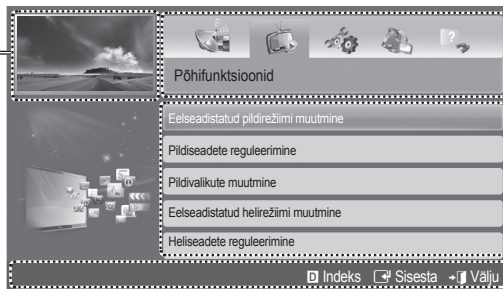 Põhifunktsioonid
Eelseadistatud pildirežiimi muutmine
Pildiseadete reguleerimine
Pildivalikute muutmine
Eelseadistatud helirežiimi muutmine
Heliseadete reguleerimine
D Indeks Sisesta Välju